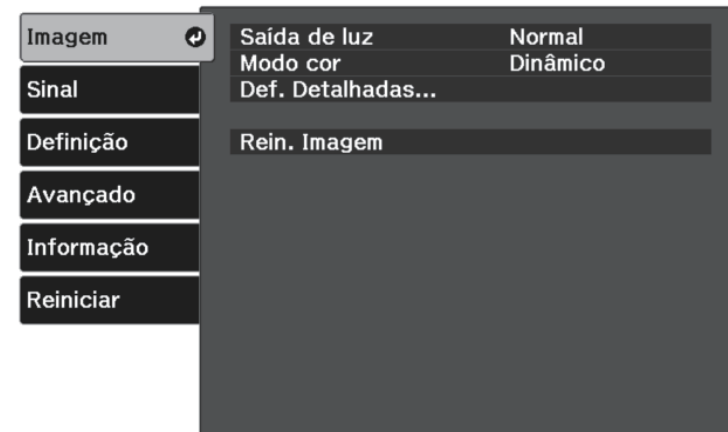 Imagem
Sinal
Definição
Avançado
Informação
Reiniciar
Saída de luz Normal
Modo cor Dinâmico
Def. Detalhadas...
Rein. Imagem